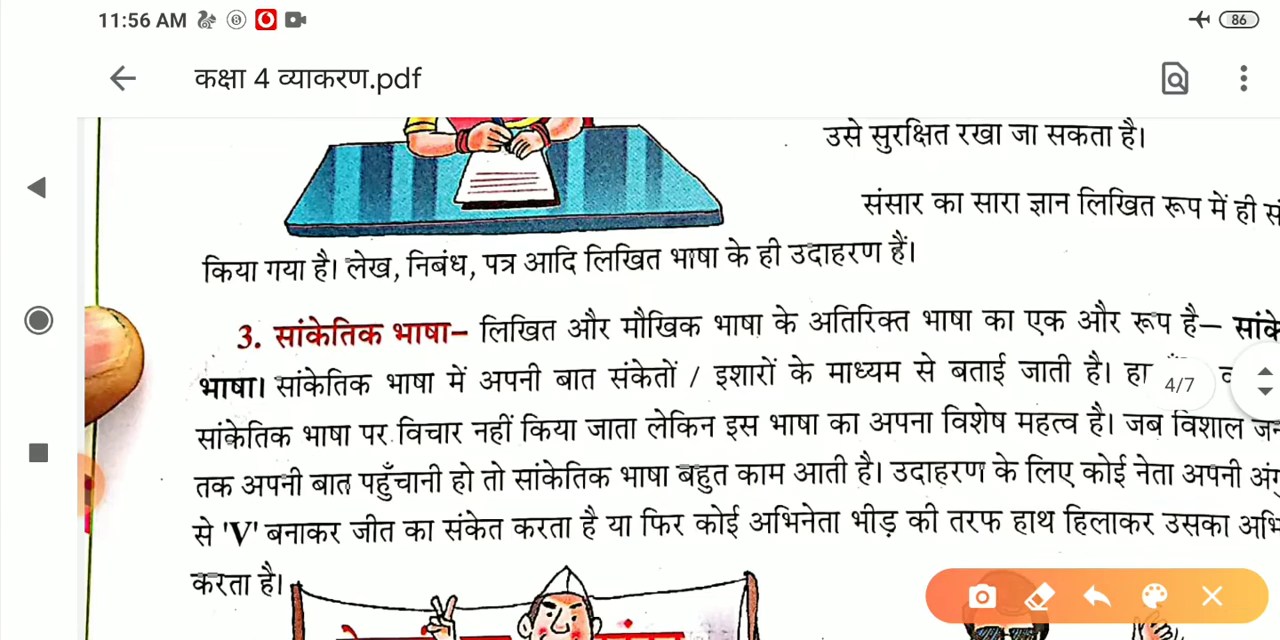 11:56 AM
86
कक्षा 4 व्याकरण.pdf
उसे सुरक्षित रखा जा सकता है।
संसार का सारा ज्ञान लिखित रूप में ही
किया गया है। लेख, निबंध, पत्र आदि लिखित भाषा के ही उदाहरण हैं।
3. सांकेतिक भाषा– लिखित और मौखिक भाषा के अतिरिक्त भाषा का एक और रूप है– सांके
भाषा। सांकेतिक भाषा में अपनी बात संकेतों / इशारों के माध्यम से बताई जाती है।
4/7
सांकेतिक भाषा पर विचार नहीं किया जाता लेकिन इस भाषा का अपना विशेष महत्व है। जब विशाल
तक अपनी बात पहुँचानी हो तो सांकेतिक भाषा बहुत काम आती है। उदाहरण के लिए कोई नेता अपनी
से 'V' बनाकर जीत का संकेत करता है या फिर कोई अभिनेता भीड़ की तरफ हाथ हिलाकर उसका
करता है।